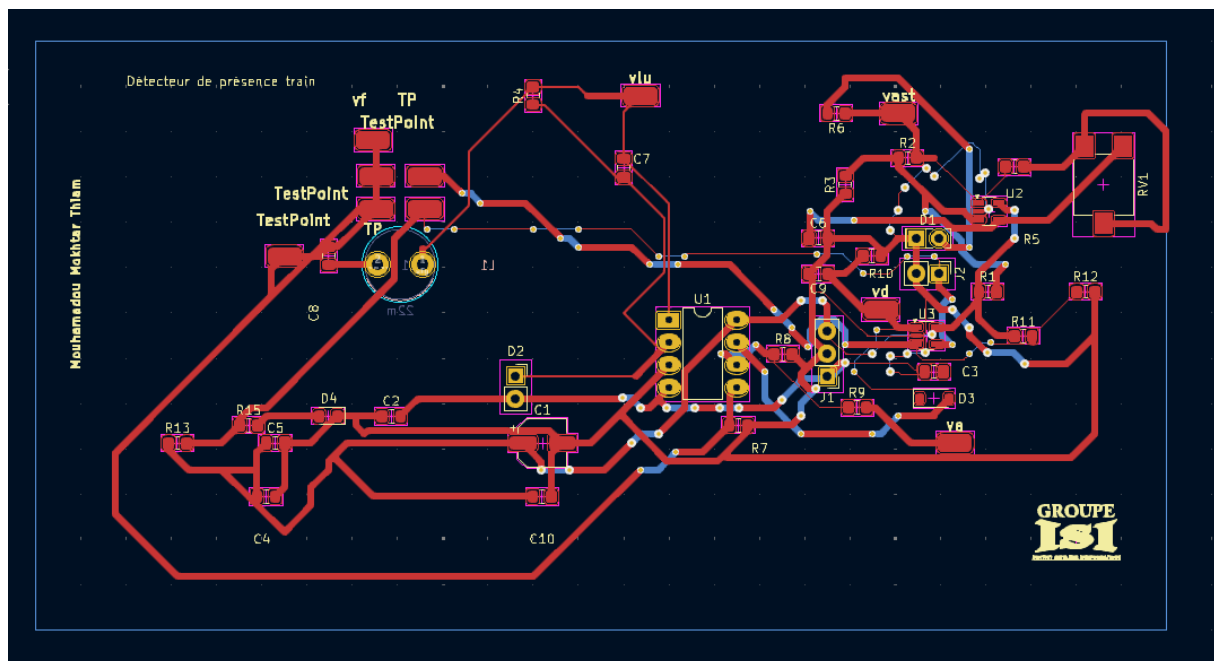 Détecteur de présence train
Mouhamadou Makhtar Thiam
vf
TP
TestPoint
TestPoint
TestPoint
TP
R4
vlu
C7
vast
R6
R2
R3
U2
RV1
C6
D1
R5
R10
J2
C9
vd
R1
R12
L1
22m
C8
U1
U3
R11
R8
D2
J1
C3
R9
D3
va
R15
D4
C2
C1
R13
C5
R7
C4
C10
GROUPE
ISI